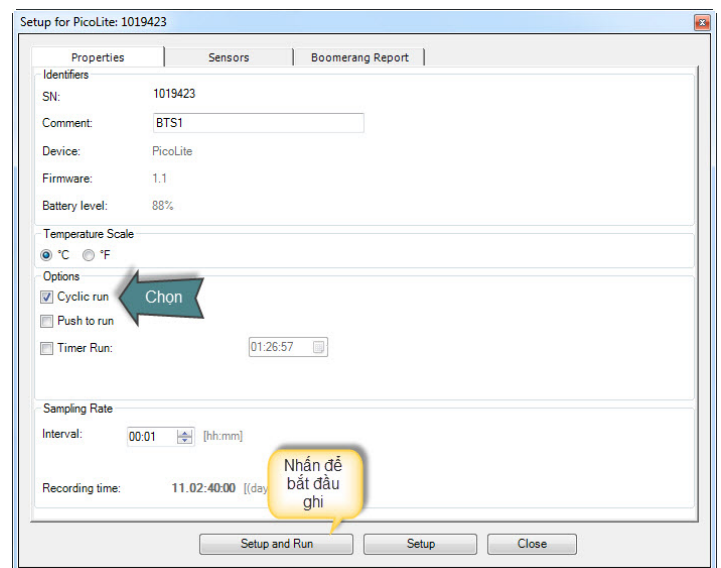 Setup for PicoLite: 1019423
Properties Sensors Boomerang Report
Identifiers
SN: 1019423
Comment: BTS1
Device: PicoLite
Firmware: 1.1
Battery level: 88%
Temperature Scale
°C °F
Options
Cyclic run Chọn
Push to run
Timer Run: 01:26:57
Sampling Rate
Interval: 00:01 [hh:mm]
Nhấn để
bắt đầu
ghi
Recording time: 11.02:40:00 [(day
Setup and Run Setup Close